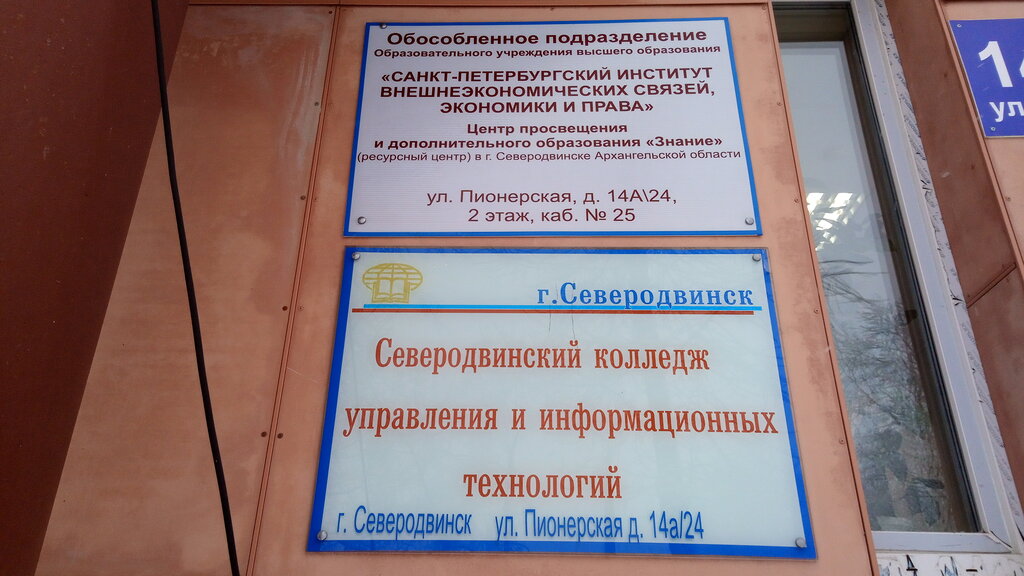 Обособленное подразделение
Образовательного учреждения высшего образования
«САНКТ-ПЕТЕРБУРГСКИЙ ИНСТИТУТ
ВНЕШНЕЭКОНОМИЧЕСКИХ СВЯЗЕЙ,
ЭКОНОМИКИ И ПРАВА»
Центр просвещения
и дополнительного образования «Знание»
(ресурсный центр) в г. Северодвинске Архангельской области
ул. Пионерская, д. 14А\24,
2 этаж, каб. № 25
г.Северодвинск
Северодвинский колледж
управления и информационных
технологий
г. Северодвинск ул. Пионерская д. 14а/24